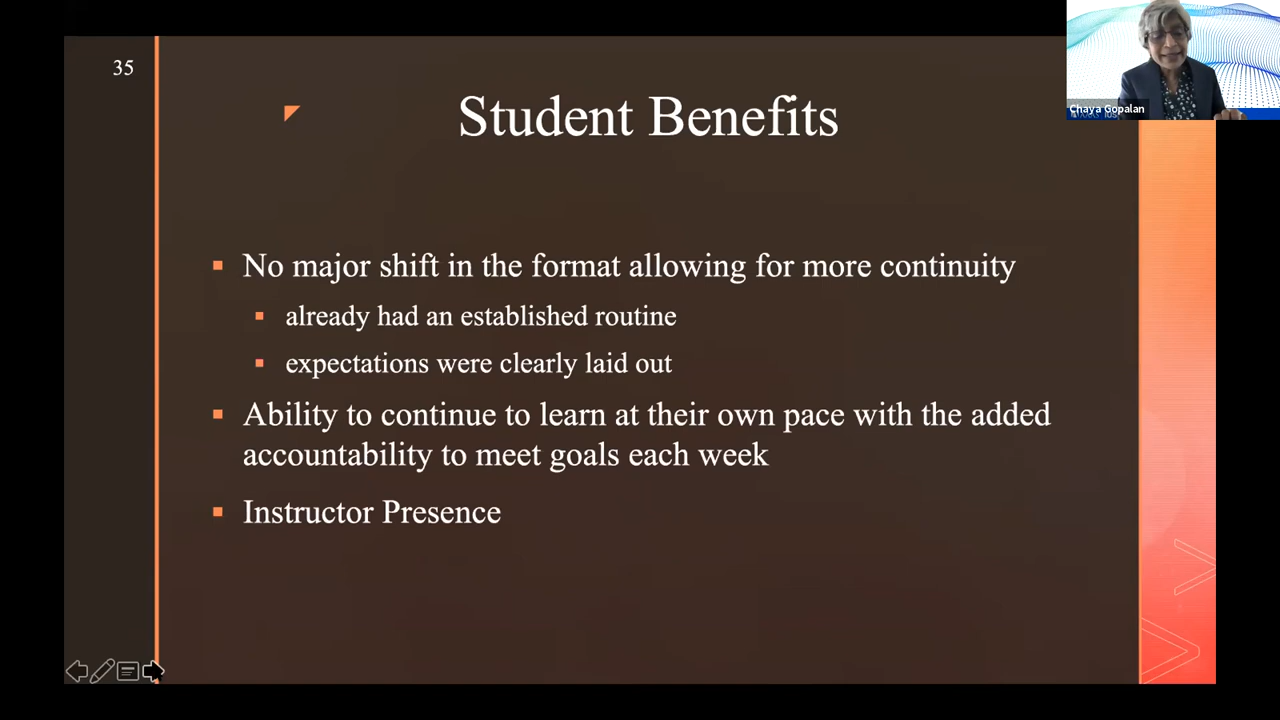 35
Student Benefits
Chaya Gopalan
No major shift in the format allowing for more continuity
already had an established routine
expectations were clearly laid out
Ability to continue to learn at their own pace with the added
accountability to meet goals each week
Instructor Presence